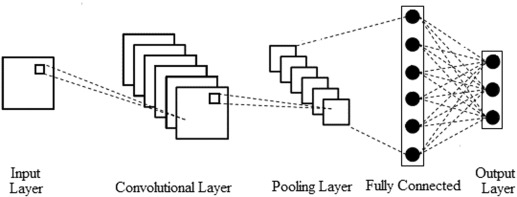 Input
Layer
Convolutional Layer
Pooling Layer
Fully Connected
Output
Layer